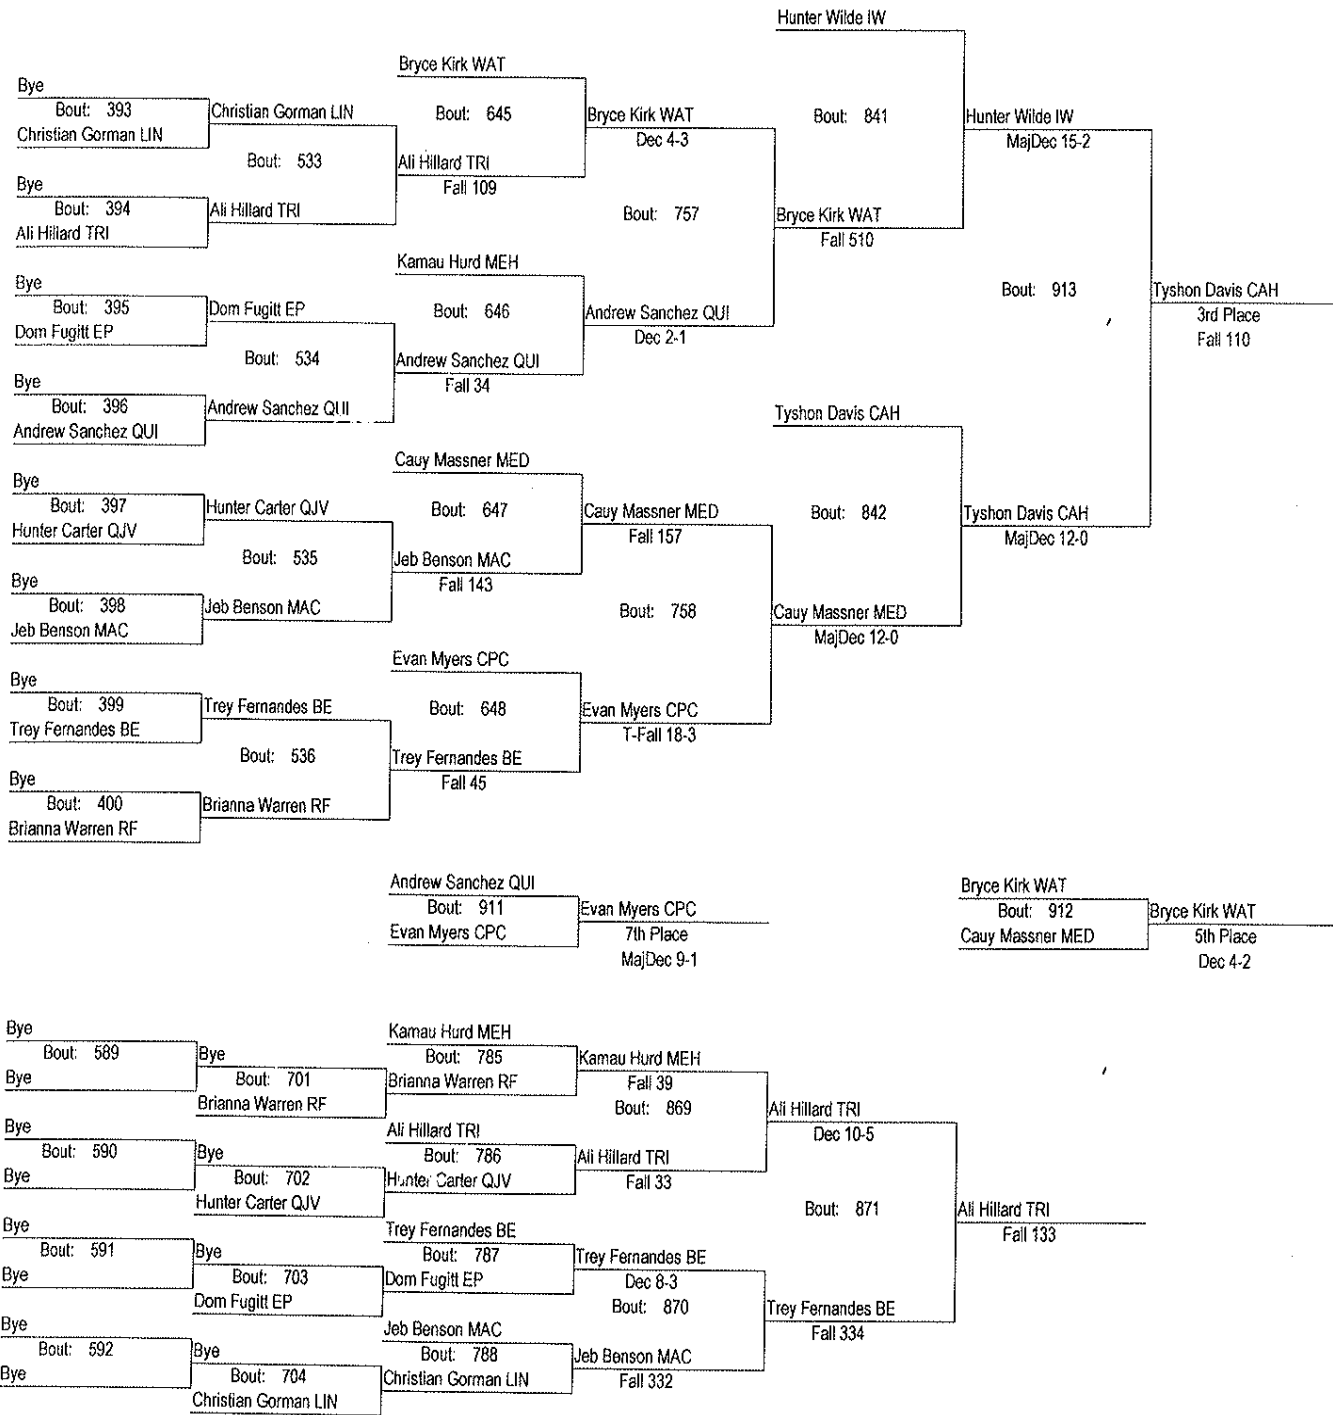 Hunter Wilde IW
Bryce Kirk WAT
Bye
Bout: 393
Christian Gorman LIN
Bout: 645
Bryce Kirk WAT
Bout: 841
Hunter Wilde IW
Christian Gorman LIN
Dec 4-3
MajDec 15-2
Bout: 533
Ali Hillard TRI
Bye
Fall 109
Bout: 394
Ali Hillard TRI
Bout: 757
Bryce Kirk WAT
Ali Hillard TRI
Fall 510
Kamau Hurd MEH
Bye
Bout: 913
Tyshon Davis CAH
Bout: 395
Dom Fugitt EP
Bout: 646
Andrew Sanchez QUI
3rd Place
Dom Fugitt EP
Dec 2-1
Fall 110
Bout: 534
Andrew Sanchez QUI
Bye
Fall 34
Bout: 396
Andrew Sanchez QUI
Tyshon Davis CAH
Andrew Sanchez QUI
Cauy Massner MED
Bye
Bout: 397
Hunter Carter QJV
Bout: 647
Cauy Massner MED
Bout: 842
Tyshon Davis CAH
Hunter Carter QJV
Fall 157
MajDec 12-0
Bout: 535
Jeb Benson MAC
Bye
Fall 143
Bout: 398
Jeb Benson MAC
Bout: 758
Cauy Massner MED
Jeb Benson MAC
MajDec 12-0
Evan Myers CPC
Bye
Bout: 399
Trey Fernandes BE
Bout: 648
Evan Myers CPC
Trey Fernandes BE
T-Fall 18-3
Bout: 536
Trey Fernandes BE
Bye
Fall 45
Bout: 400
Brianna Warren RF
Brianna Warren RF
Andrew Sanchez QUI
Bout: 911
Evan Myers CPC
Evan Myers CPC
7th Place
MajDec 9-1
Bryce Kirk WAT
Bout: 912
Bryce Kirk WAT
Cauy Massner MED
5th Place
Dec 4-2
Bye
Bout: 589
Bye
Kamau Hurd MEH
Bout: 785
Kamau Hurd MEH
Bye
Bout: 701
Brianna Warren RF
Fall 39
Brianna Warren RF
Bout: 869
Ali Hillard TRI
Bye
Ali Hillard TRI
Dec 10-5
Bout: 590
Bye
Bout: 786
Ali Hillard TRI
Bye
Bout: 702
Hunter Carter QJV
Fall 33
Hunter Carter QJV
Bout: 871
Ali Hillard TRI
Bye
Trey Fernandes BE
Fall 133
Bout: 591
Bye
Bout: 787
Trey Fernandes BE
Bye
Bout: 703
Dom Fugitt EP
Dec 8-3
Dom Fugitt EP
Bout: 870
Trey Fernandes BE
Bye
Jeb Benson MAC
Fall 334
Bout: 592
Bye
Bout: 788
Jeb Benson MAC
Bye
Bout: 704
Christian Gorman LIN
Fall 332
Christian Gorman LIN